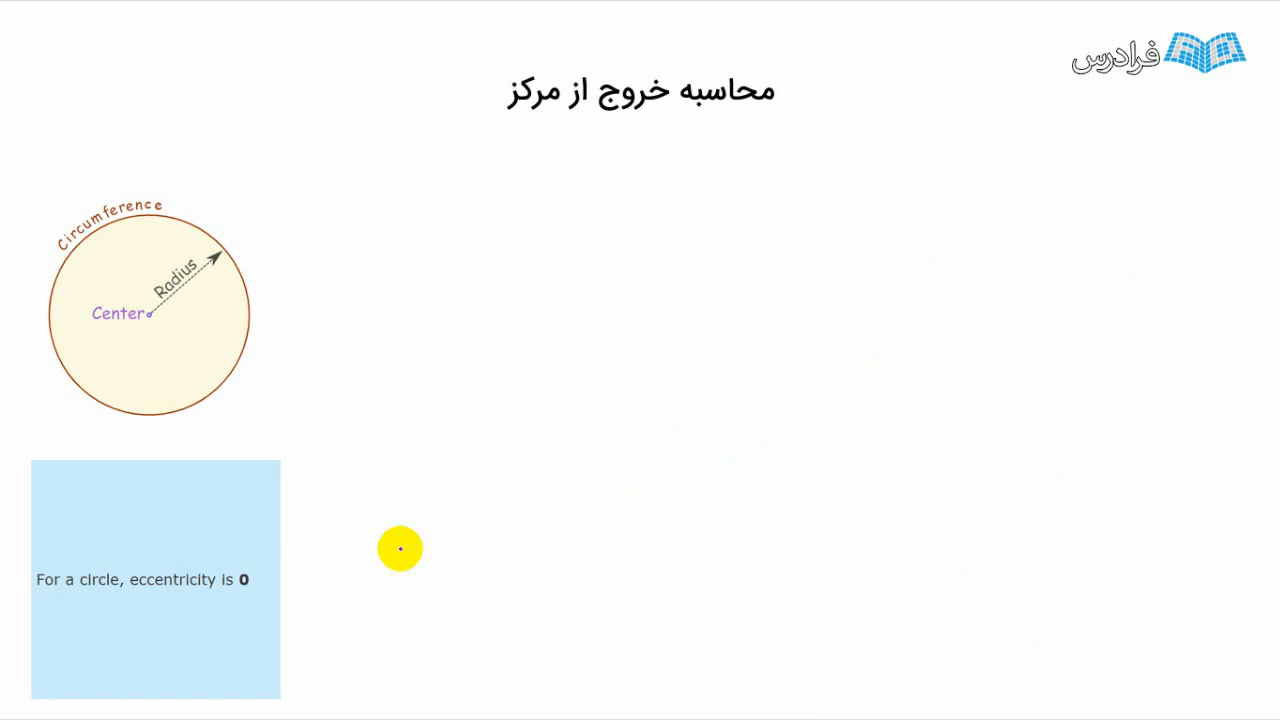 فرادرس
محاسبه خروج از مرکز
Circumference
Radius
Center
For a circle, eccentricity is 0